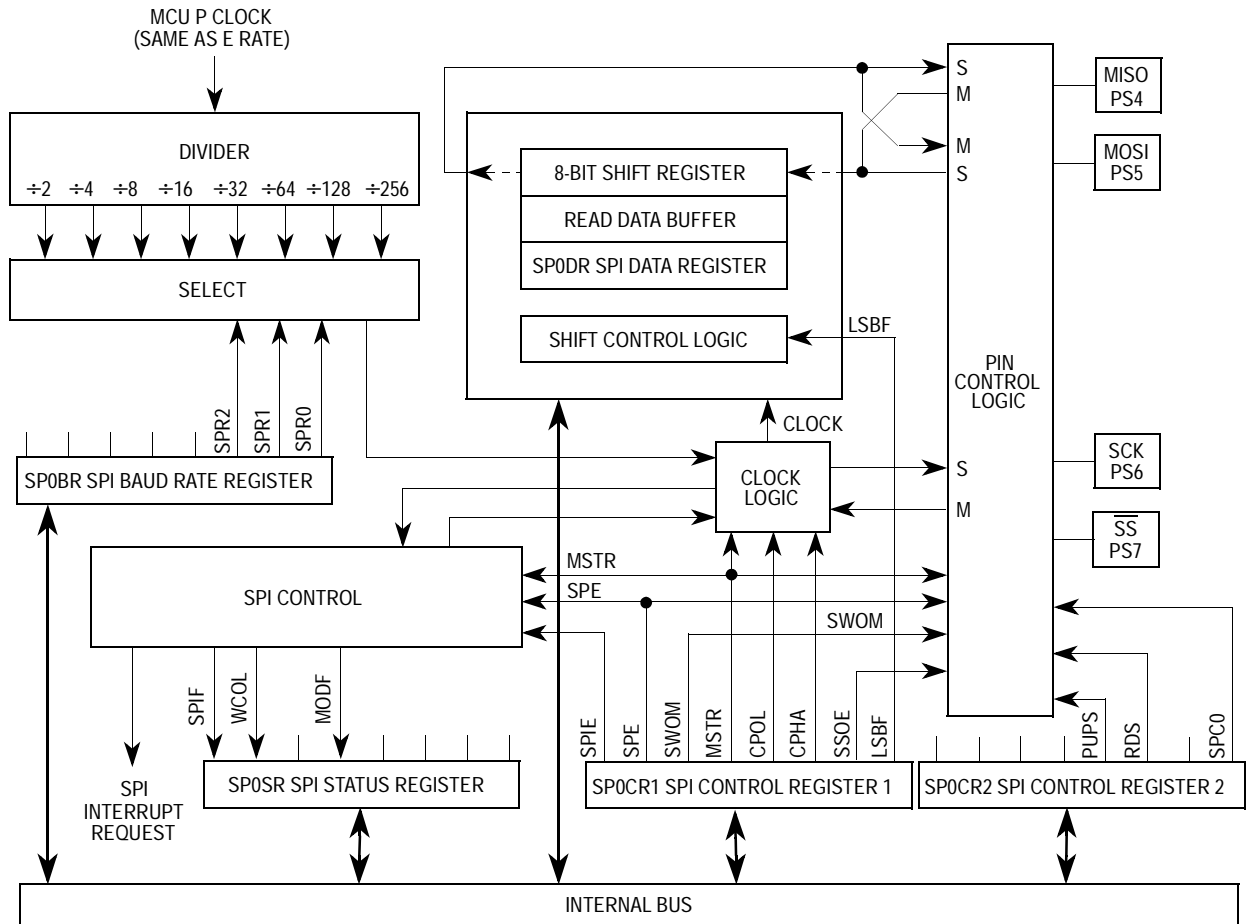 MCU P CLOCK
(SAME AS E RATE)
DIVIDER
÷2 ÷4 ÷8 ÷16 ÷32 ÷64 ÷128 ÷256
SELECT
SPR2
SPR1
SPR0
SP0BR SPI BAUD RATE REGISTER
8-BIT SHIFT REGISTER
READ DATA BUFFER
SP0DR SPI DATA REGISTER
SHIFT CONTROL LOGIC
LSBF
CLOCK
CLOCK
LOGIC
S
M
M
S
S
M
PIN
CONTROL
LOGIC
MISO
PS4
MOSI
PS5
SCK
PS6
SS
PS7
SPI CONTROL
MSTR
SPE
SWOM
SPIF
WCOL
MODF
SPI
INTERRUPT
REQUEST
SP0SR SPI STATUS REGISTER
SPIE
SPE
SWOM
MSTR
CPOL
CPHA
SSOE
LSBF
SP0CR1 SPI CONTROL REGISTER 1
PUPS
RDS
SPC0
SP0CR2 SPI CONTROL REGISTER 2
INTERNAL BUS